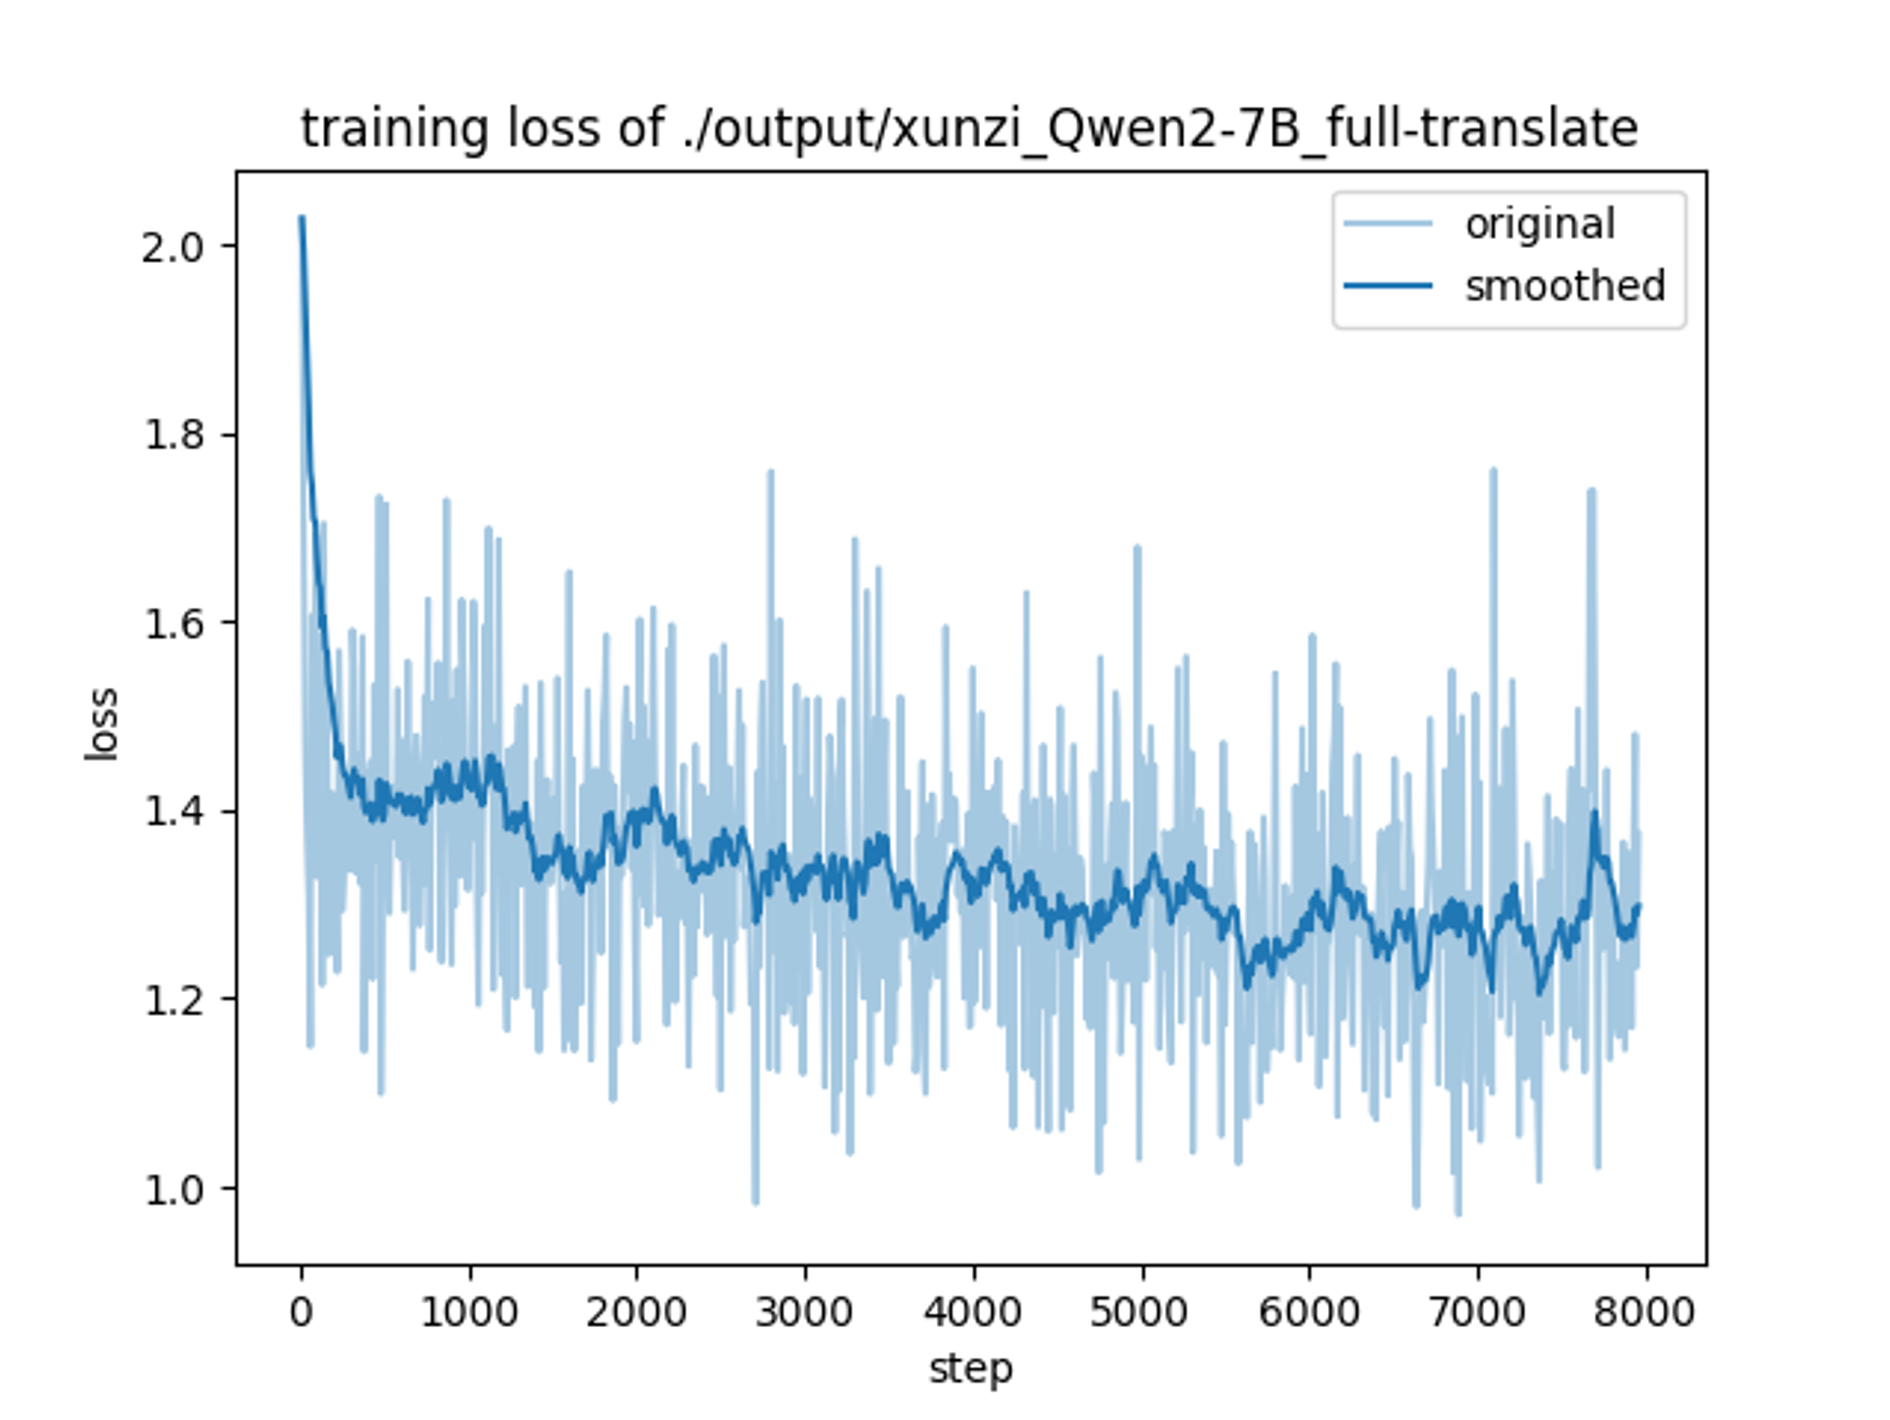 training loss of ./output/xunzi_Qwen2-7B_full-translate
original
smoothed
2.0
1.8
1.6
1.4
1.2
1.0
loss
0 1000 2000 3000 4000 5000 6000 7000 8000
step